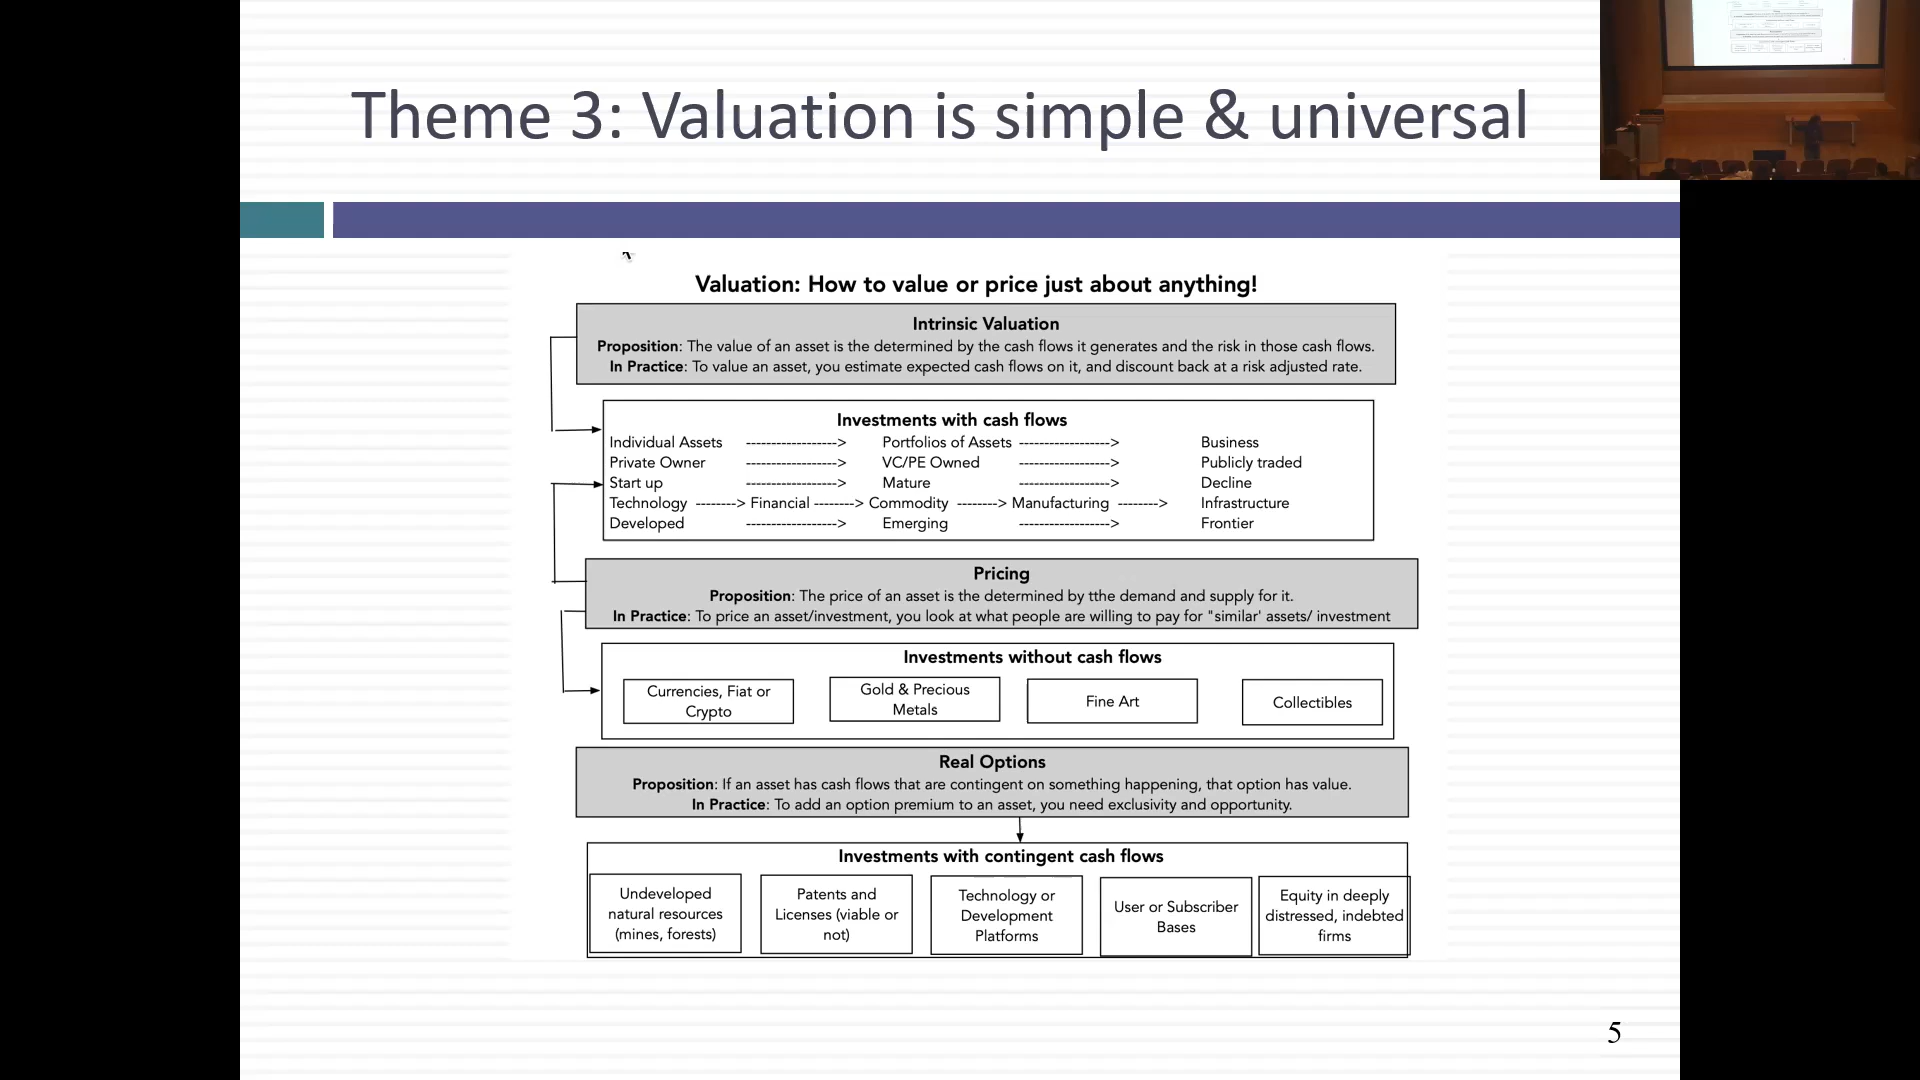 Theme 3: Valuation is simple & universal
Valuation: How to value or price just about anything!
Intrinsic Valuation
Proposition: The value of an asset is the determined by the cash flows it generates and the risk in those cash flows.
In Practice: To value an asset, you estimate expected cash flows on it, and discount back at a risk adjusted rate.
Investments with cash flows
Individual Assets ------------------> Portfolios of Assets ------------------> Business
Private Owner ------------------> VC/PE Owned ------------------> Publicly traded
Start up ------------------> Mature ------------------> Decline
Technology --------> Financial --------> Commodity --------> Manufacturing --------> Infrastructure
Developed ------------------> Emerging ------------------> Frontier
Pricing
Proposition: The price of an asset is the determined by tthe demand and supply for it.
In Practice: To price an asset/investment, you look at what people are willing to pay for "similar' assets/ investment
Investments without cash flows
Currencies, Fiat or
Crypto
Gold & Precious
Metals
Fine Art
Collectibles
Real Options
Proposition: If an asset has cash flows that are contingent on something happening, that option has value.
In Practice: To add an option premium to an asset, you need exclusivity and opportunity.
Investments with contingent cash flows
Undeveloped
natural resources
(mines, forests)
Patents and
Licenses (viable or
not)
Technology or
Development
Platforms
User or Subscriber
Bases
Equity in deeply
distressed, indebted
firms
5